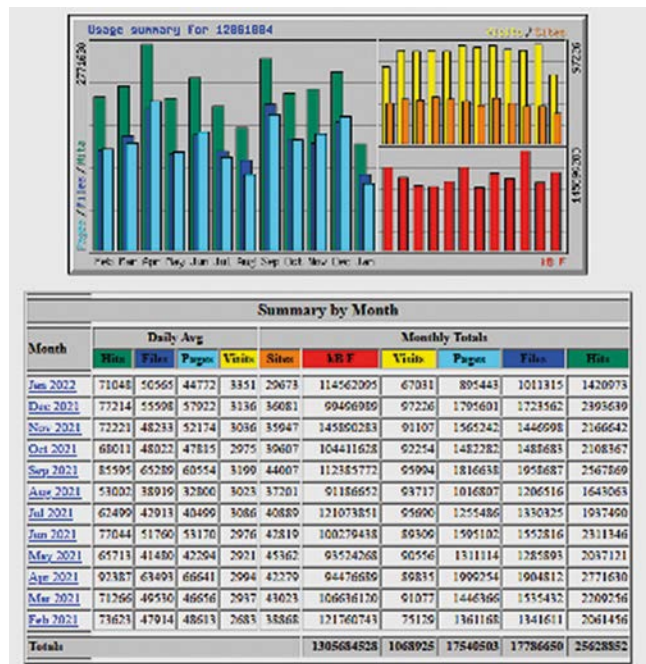 Usage summary for 12861884
Visits/Sites
2771630
97226
Pages/Files/Hits
145890283
Feb Mar Apr May Jun Jul Aug Sep Oct Nov Dec Jan
kB F
Summary by Month
Month Daily Avg Monthly Totals
Hits Files Pages Visits Sites kB F Visits Pages Files Hits
Jan 2022 71048 50565 44772 3351 29673 114562095 67031 895443 1011315 1420973
Dec 2021 77214 55598 57922 3136 36081 99496989 97226 1795601 1723562 2393639
Nov 2021 72221 48233 52174 3036 35947 145890283 91107 1565242 1446998 2166642
Oct 2021 68011 48022 47815 2975 39607 104411628 92254 1482282 1488683 2108367
Sep 2021 85595 65289 60554 3199 44007 112385772 95994 1816638 1958687 2567869
Aug 2021 53002 38919 32800 3023 37201 91186652 93717 1016807 1206516 1643063
Jul 2021 62499 42913 40499 3086 40889 121073851 95690 1255486 1330325 1937490
Jun 2021 77044 51760 53170 2976 42819 100279438 89309 1595102 1552816 2311346
May 2021 65713 41480 42294 2921 45362 93524268 90556 1311114 1285893 2037121
Apr 2021 92387 63493 66641 2994 42279 94476689 89835 1999254 1904812 2771630
Mar 2021 71266 49530 46656 2937 43023 106636120 91077 1446366 1535432 2209256
Feb 2021 73623 47914 48613 2683 38868 121760743 75129 1361168 1341611 2061456
Totals 1305684528 1068925 17540503 17786650 25628852